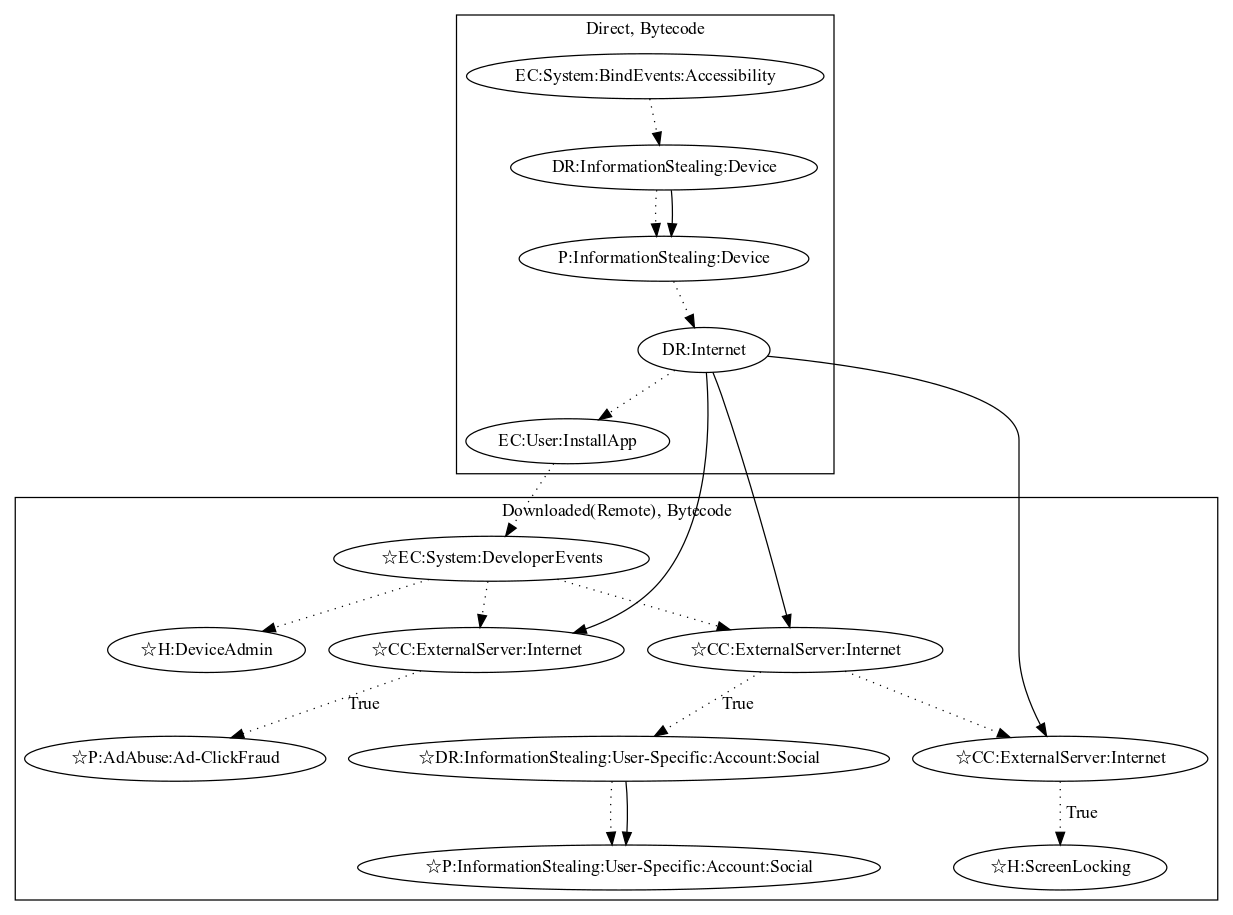 Direct, Bytecode
EC:System:BindEvents:Accessibility
DR:InformationStealing:Device
P:InformationStealing:Device
DR:Internet
EC:User:InstallApp
Downloaded(Remote), Bytecode
☆EC:System:DeveloperEvents
☆H:DeviceAdmin
☆CC:ExternalServer:Internet
☆CC:ExternalServer:Internet
True
True
☆P:AdAbuse:Ad-ClickFraud
☆DR:InformationStealing:User-Specific:Account:Social
☆CC:ExternalServer:Internet
True
☆P:InformationStealing:User-Specific:Account:Social
☆H:ScreenLocking